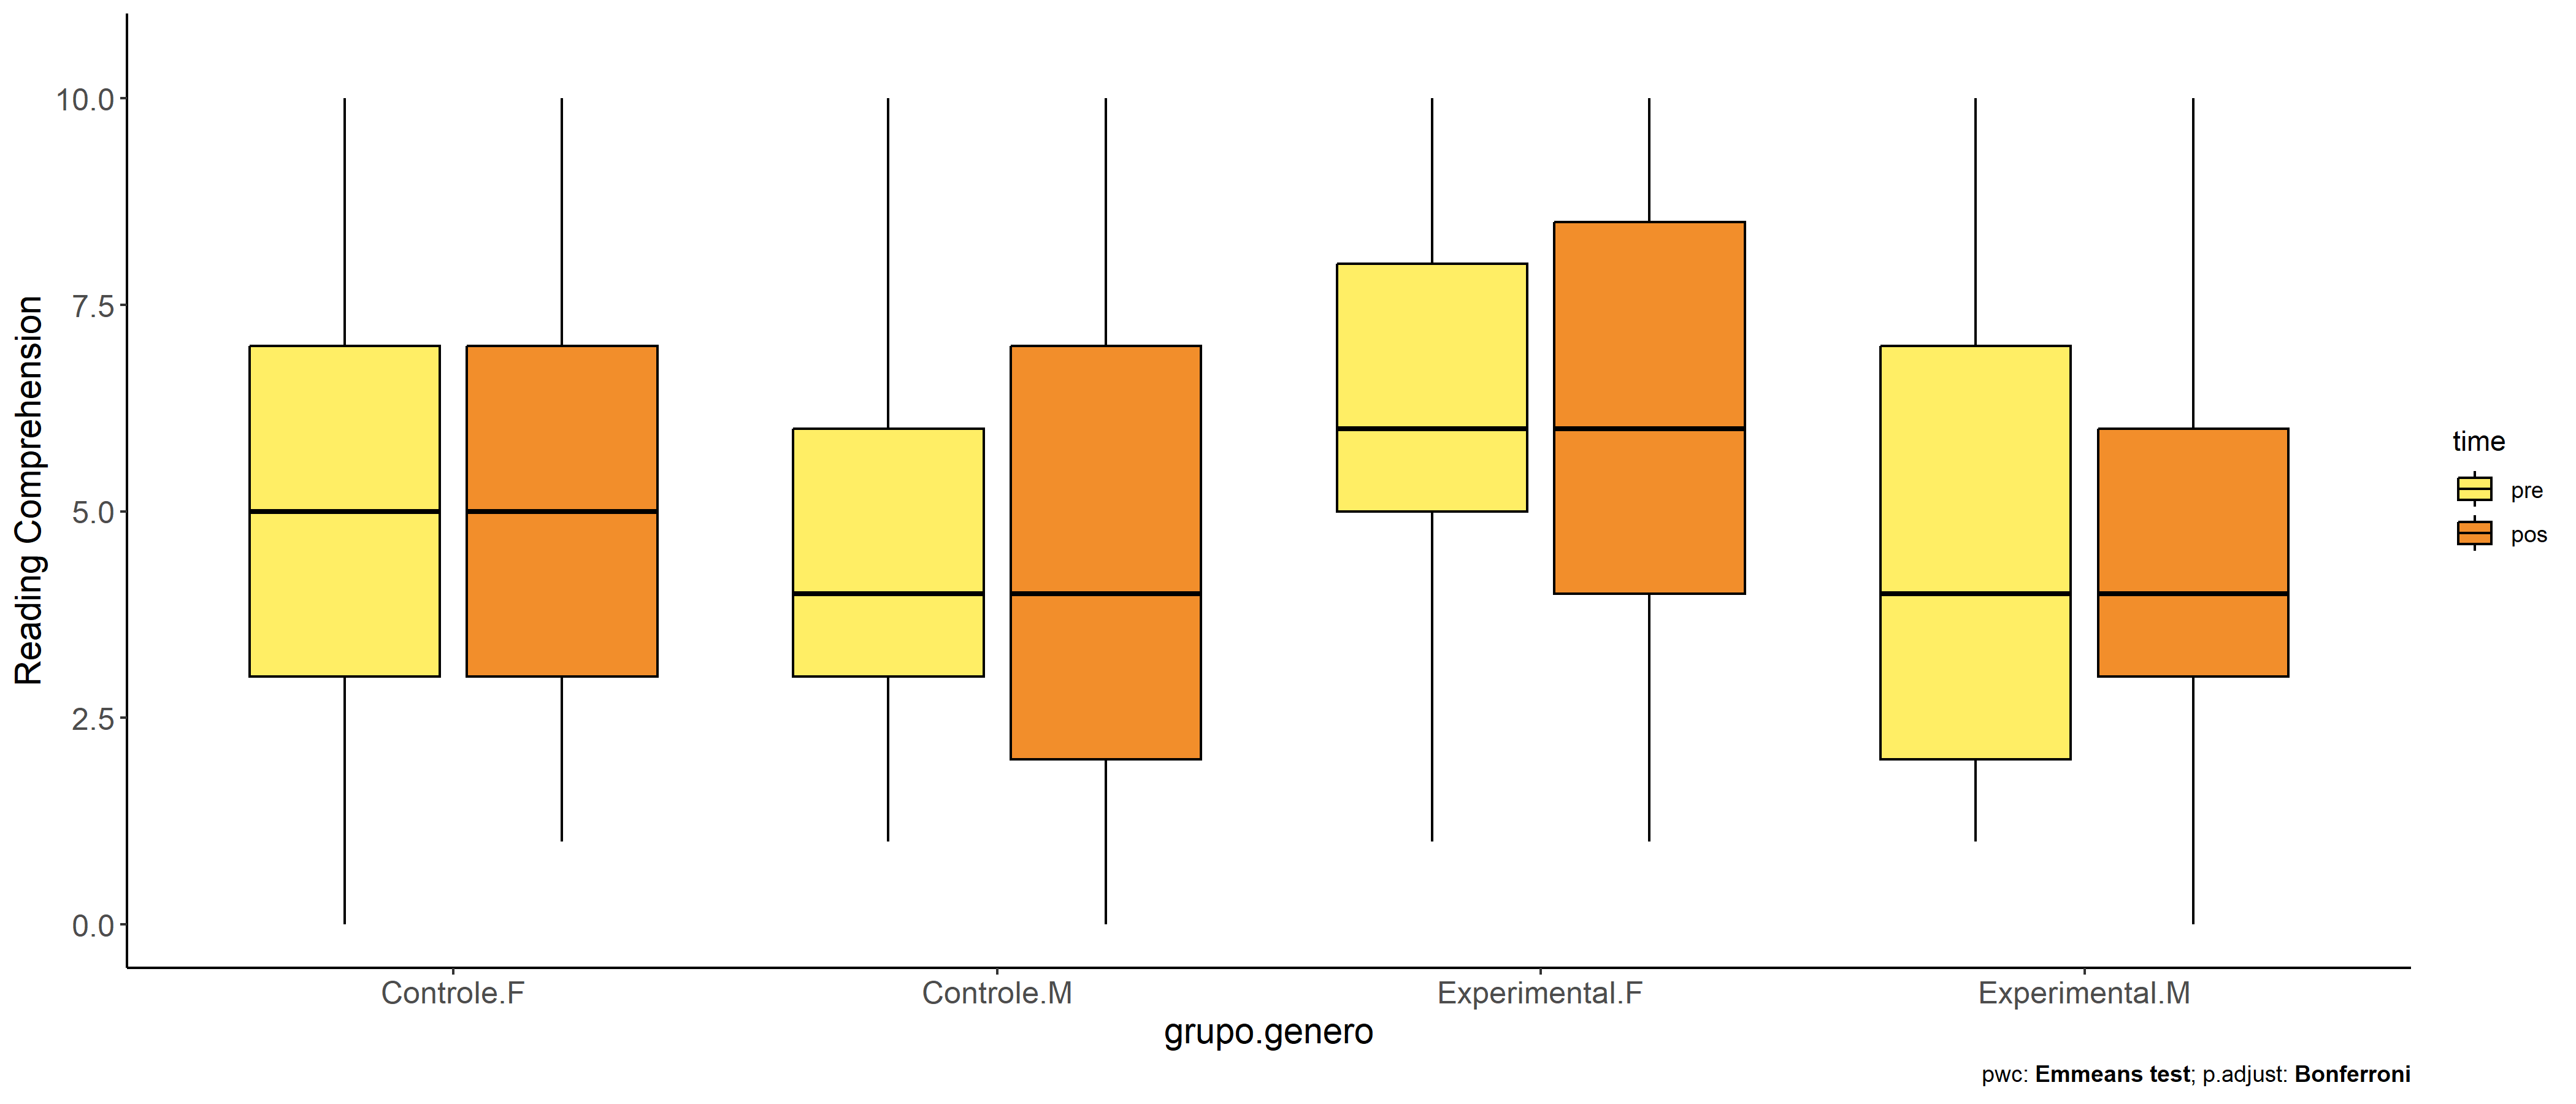 Reading Comprehension
10.0
7.5
5.0
2.5
0.0
Controle.F
Controle.M
Experimental.F
Experimental.M
grupo.genero
time
pre
pos
pwc: Emmeans test; p.adjust: Bonferroni